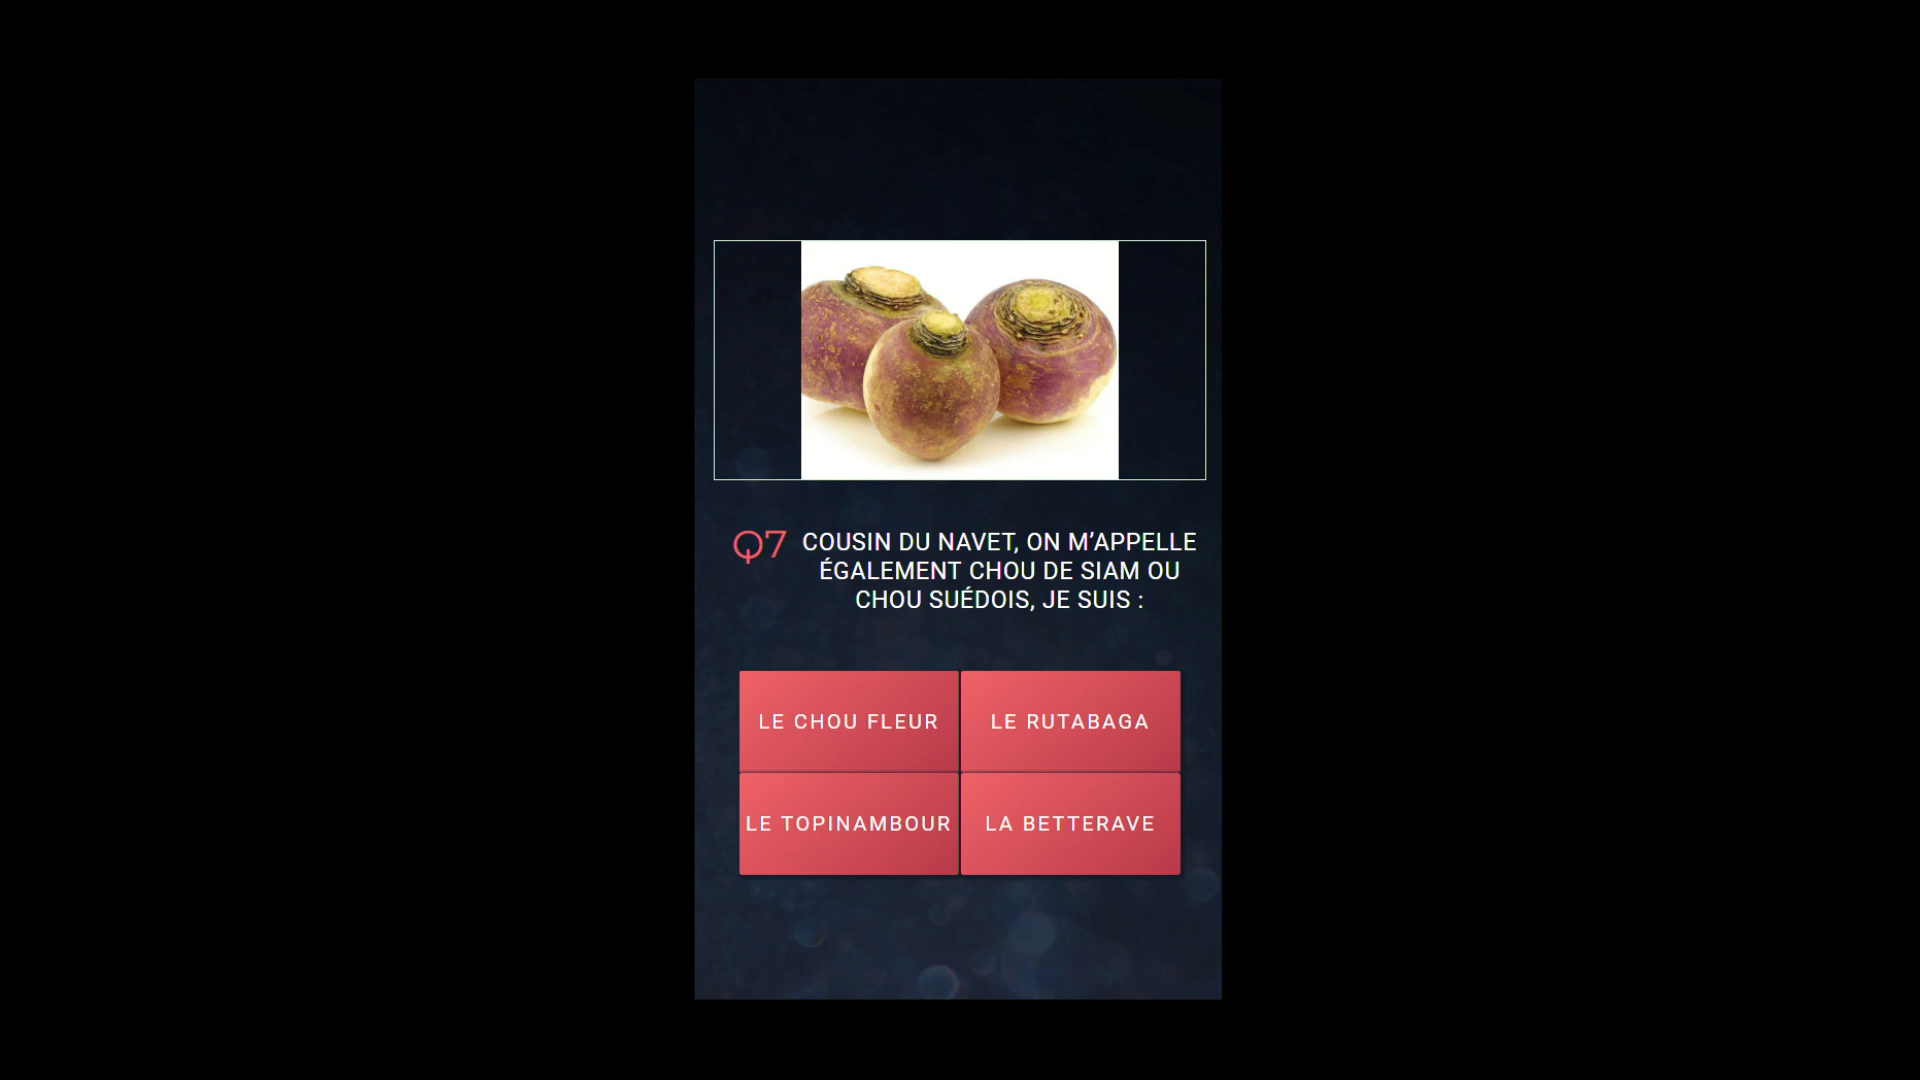 Q7 COUSIN DU NAVET, ON M’APPELLE
ÉGALEMENT CHOU DE SIAM OU
CHOU SUÉDOIS, JE SUIS :
LE CHOU FLEUR
LE RUTABAGA
LE TOPINAMBOUR
LA BETTERAVE